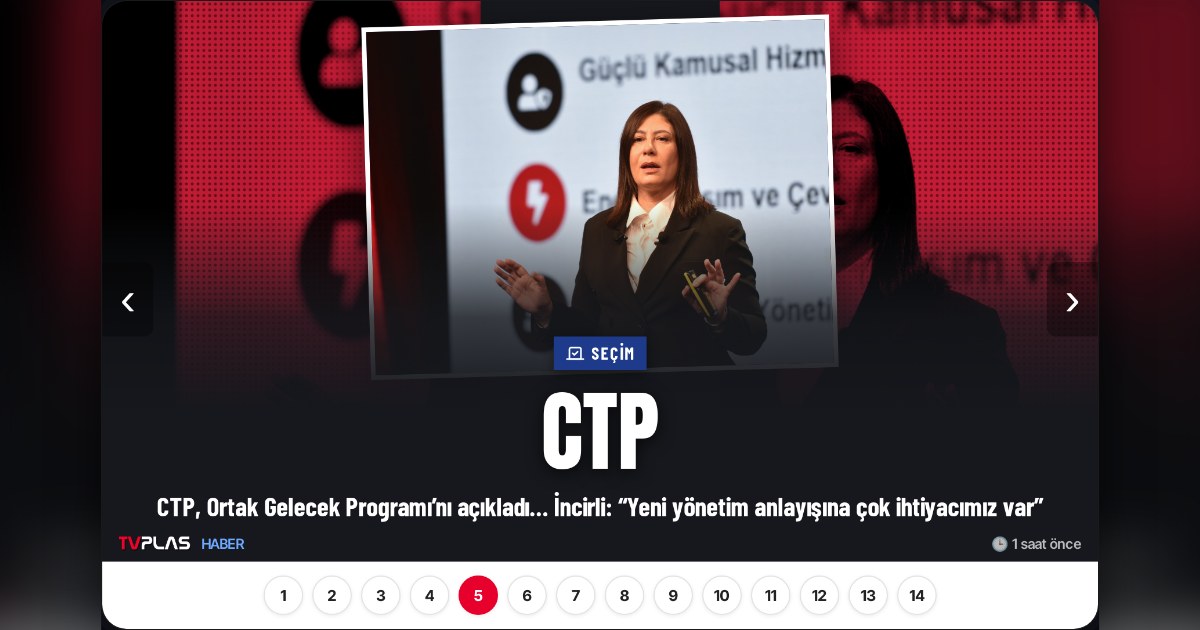 Güçlü Kamusal Hizm
şım ve Çev
Yöneti
SEÇİM
CTP
CTP, Ortak Gelecek Programı’nı açıkladı... İncirli: “Yeni yönetim anlayışına çok ihtiyacımız var”
TVPLAS HABER
1 saat önce
1 2 3 4 5 6 7 8 9 10 11 12 13 14